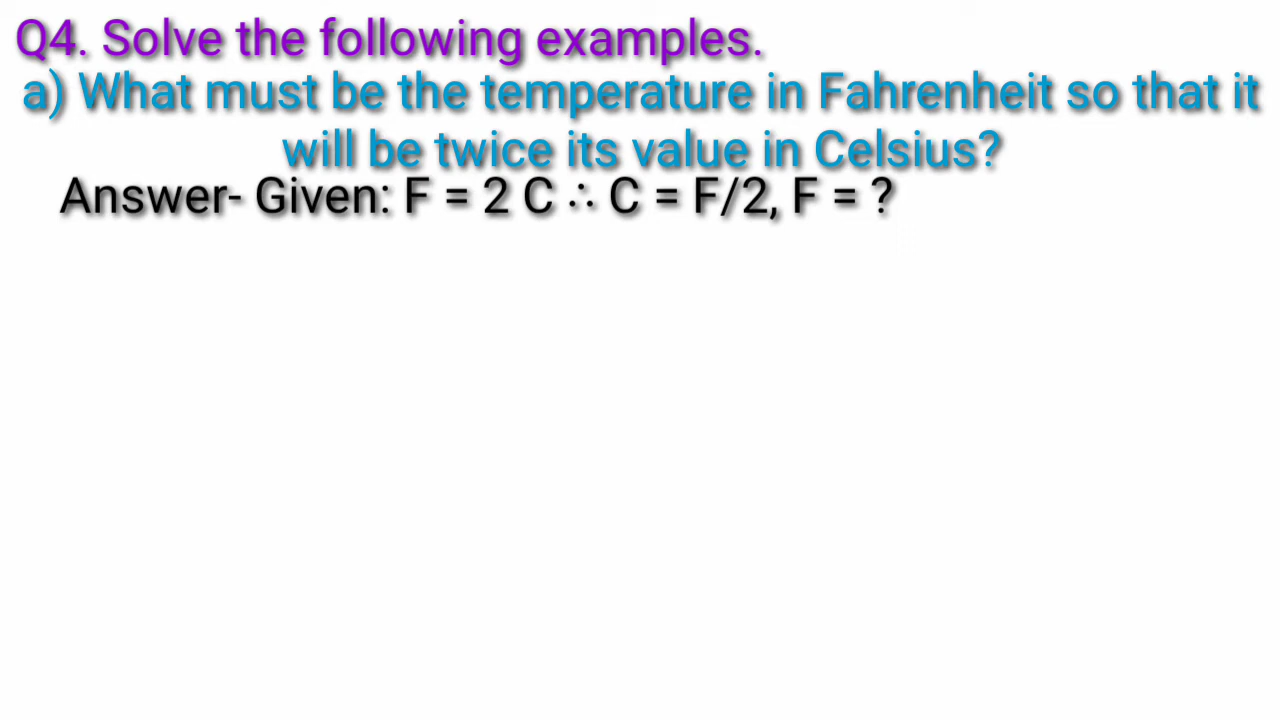 Q4. Solve the following examples.
a) What must be the temperature in Fahrenheit so that it
will be twice its value in Celsius?
Answer- Given: F = 2 C ∴ C = F/2, F = ?